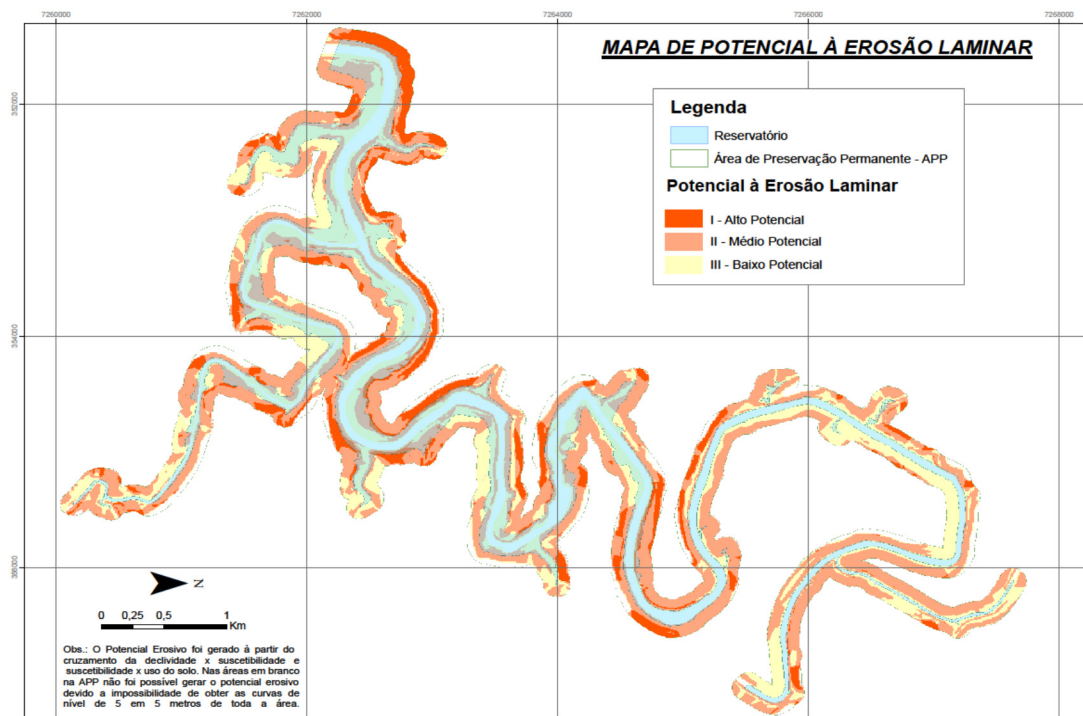 7260000 7262000 7264000 7266000 7268000
MAPA DE POTENCIAL À EROSÃO LAMINAR
Legenda
Reservatório
Área de Preservação Permanente - APP
Potencial à Erosão Laminar
I - Alto Potencial
II - Médio Potencial
III - Baixo Potencial
352000
354000
N
0 0,25 0,5 1
Km
Obs.: O Potencial Erosivo foi gerado à partir do
cruzamento da declividade x suscetibilidade e
suscetibilidade x uso do solo. Nas áreas em branco
na APP não foi possível gerar o potencial erosivo
devido a impossibilidade de obter as curvas de
nível de 5 em 5 metros de toda a área.